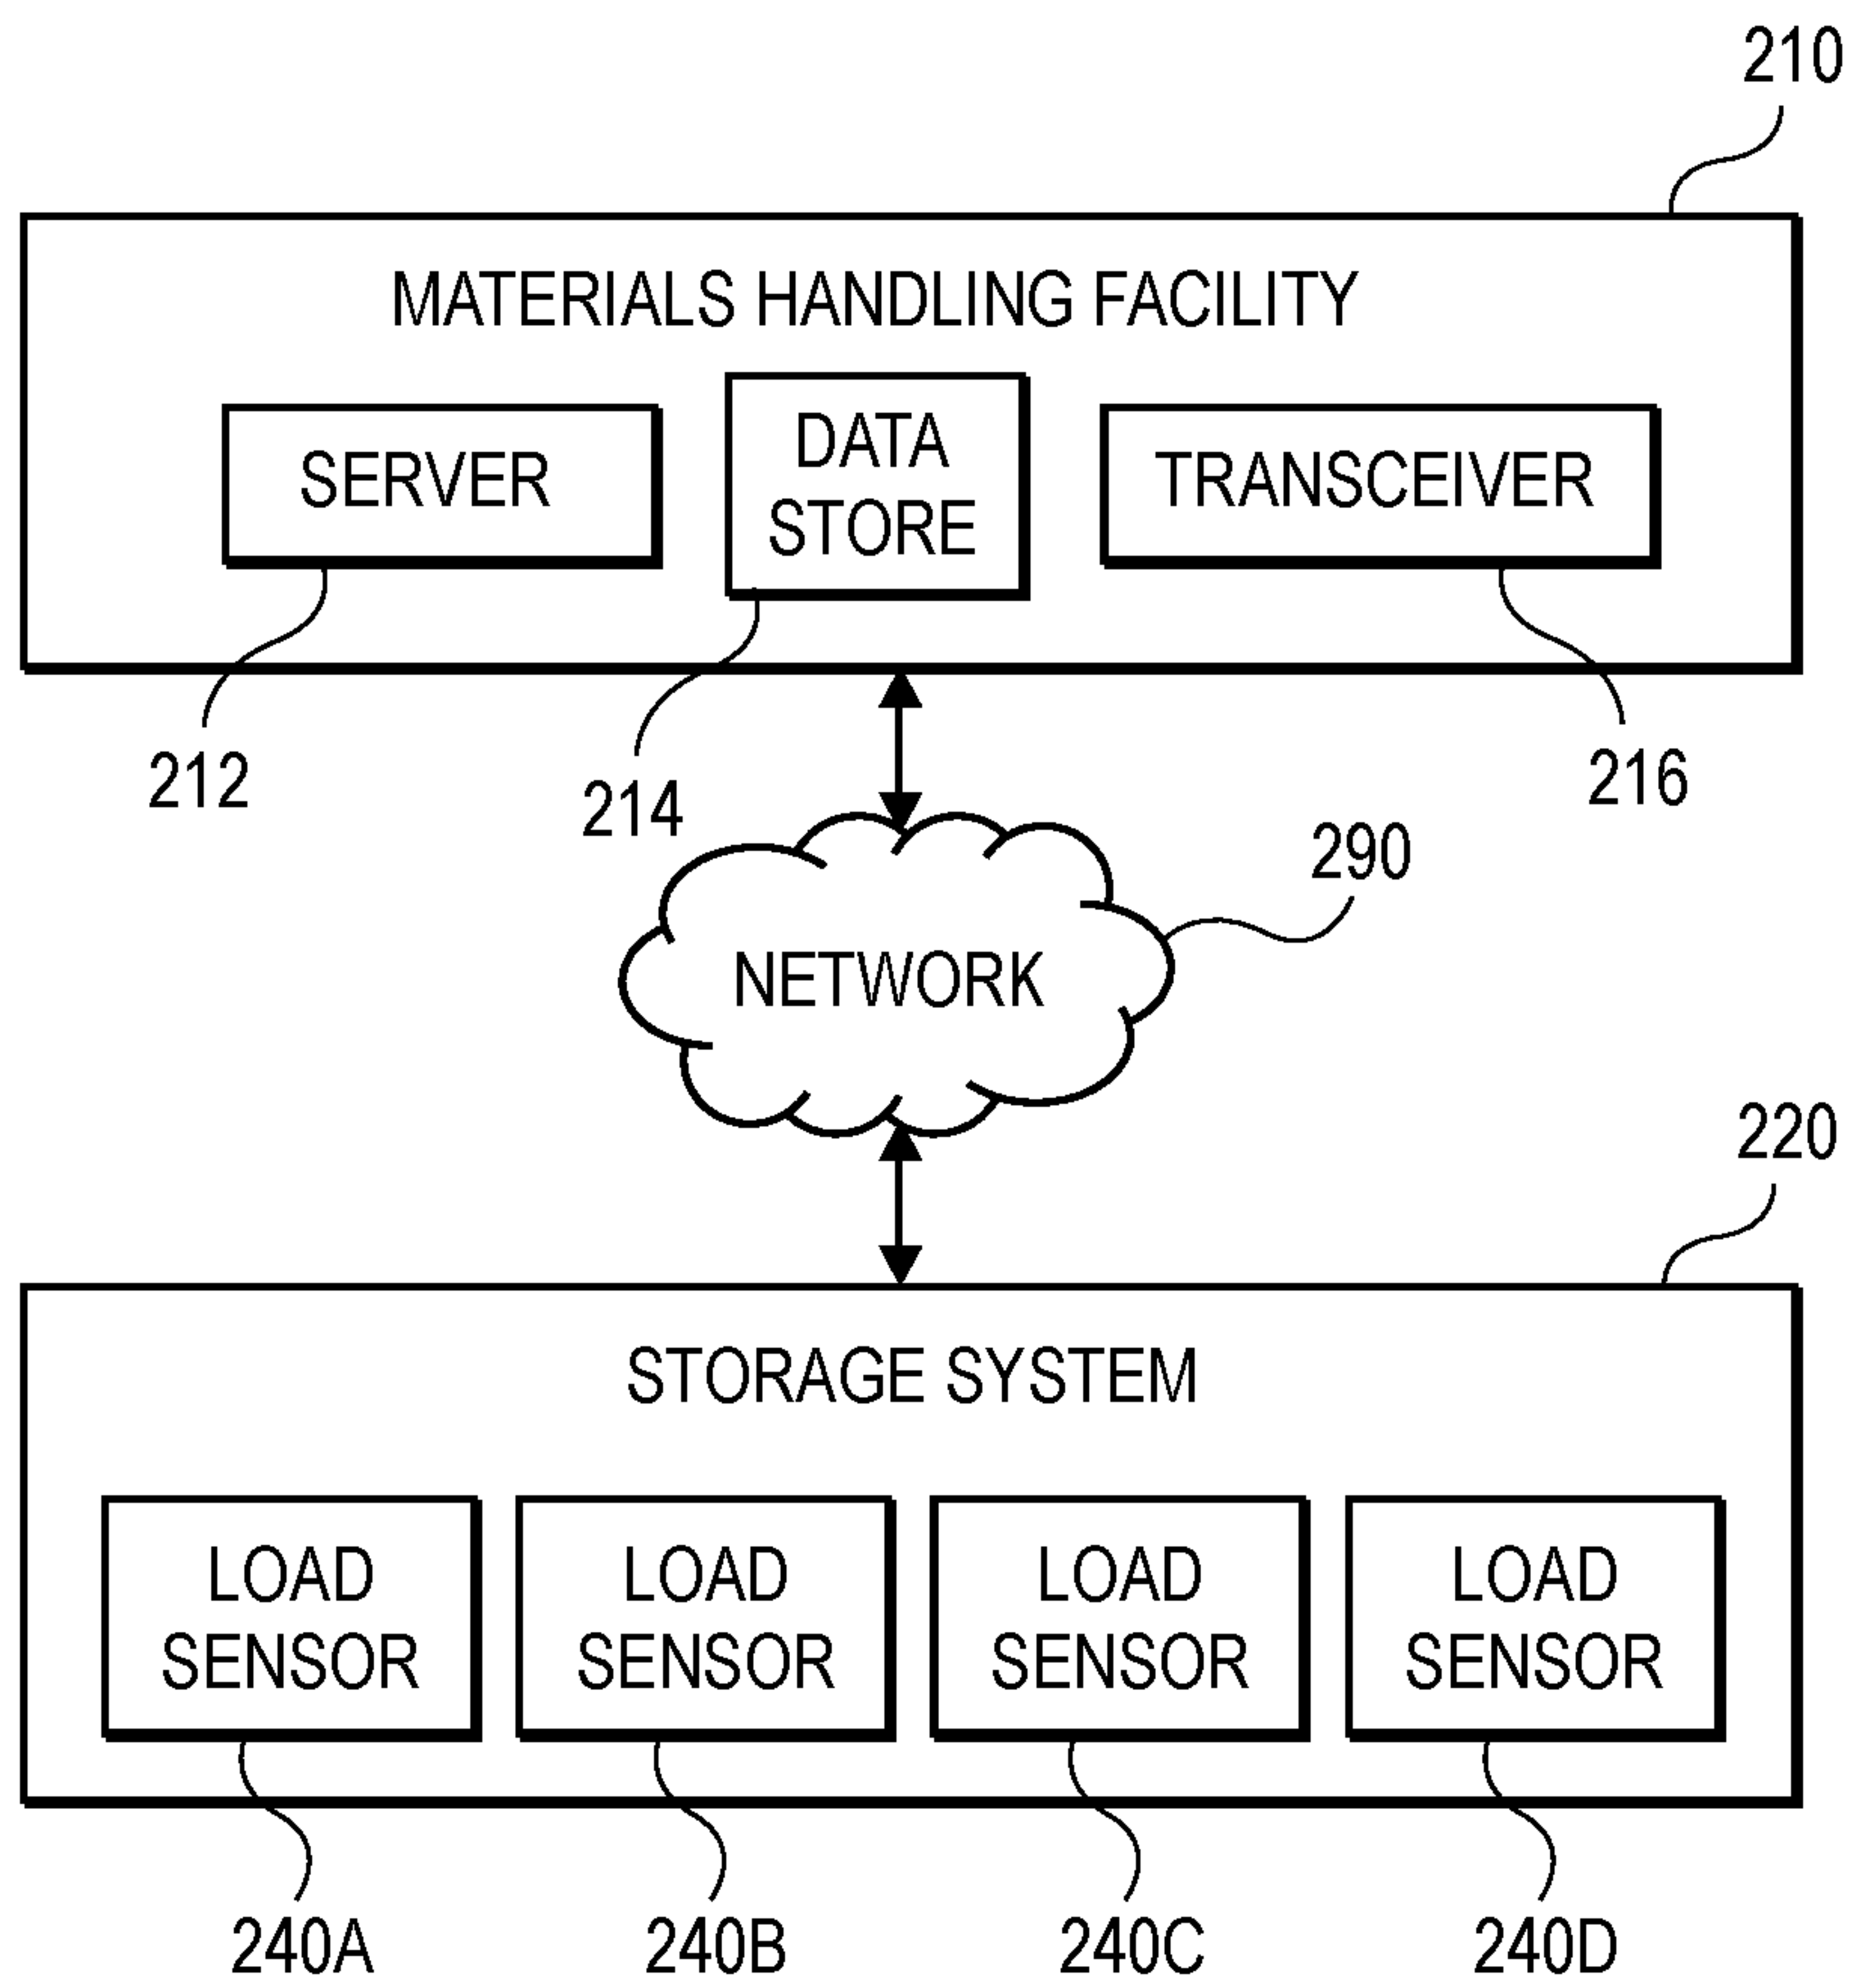 210
MATERIALS HANDLING FACILITY
SERVER
DATA
STORE
TRANSCEIVER
212
214
216
290
NETWORK
220
STORAGE SYSTEM
LOAD
SENSOR
LOAD
SENSOR
LOAD
SENSOR
LOAD
SENSOR
240A
240B
240C
240D